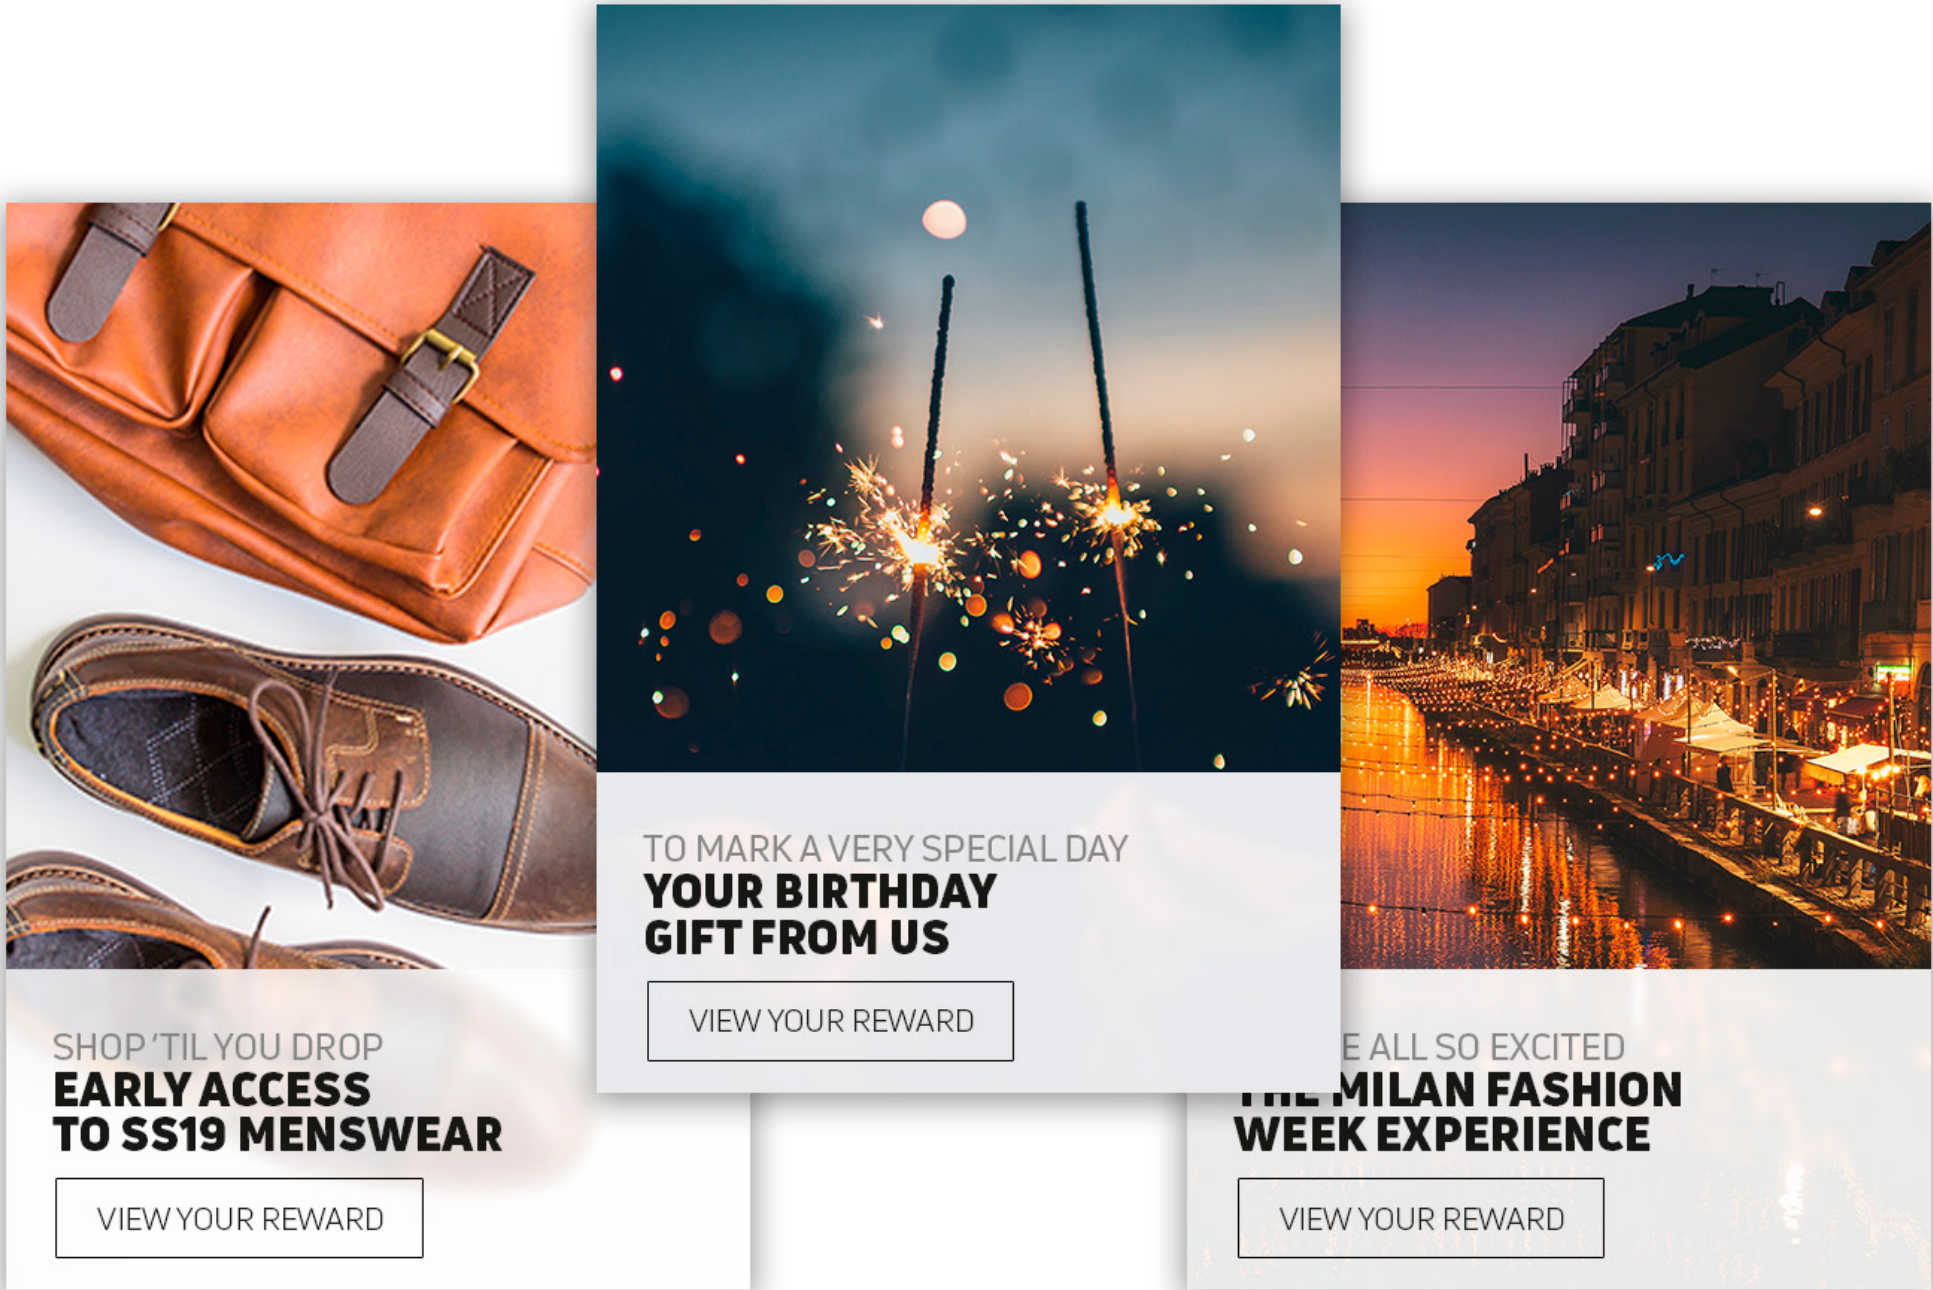 SHOP 'TIL YOU DROP
EARLY ACCESS
TO SS19 MENSWEAR
VIEW YOUR REWARD
TO MARK A VERY SPECIAL DAY
YOUR BIRTHDAY
GIFT FROM US
VIEW YOUR REWARD
ALL SO EXCITED
THE MILAN FASHION
WEEK EXPERIENCE
VIEW YOUR REWARD